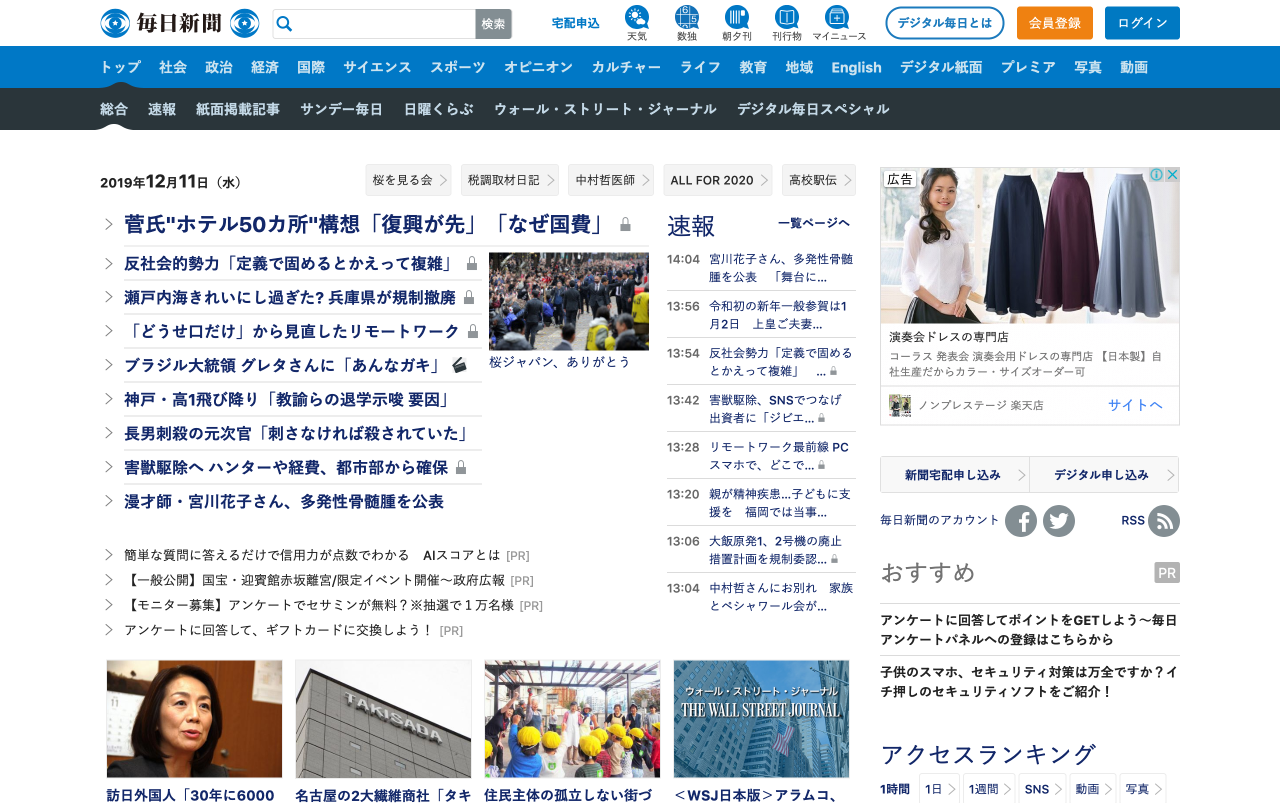 毎日新聞
検索
宅配申込
天気
数独
朝夕刊
刊行物
マイニュース
デジタル毎日とは
会員登録
ログイン
トップ 社会 政治 経済 国際 サイエンス スポーツ オピニオン カルチャー ライフ 教育 地域 English デジタル紙面 プレミア 写真 動画
総合 速報 紙面掲載記事 サンデー毎日 日曜くらぶ ウォール・ストリート・ジャーナル デジタル毎日スペシャル
2019年12月11日（水）
桜を見る会
税調取材日記
中村哲医師
ALL FOR 2020
高校駅伝
菅氏"ホテル50カ所"構想「復興が先」「なぜ国費」
反社会的勢力「定義で固めるとかえって複雑」
瀬戸内海きれいにし過ぎた? 兵庫県が規制撤廃
「どうせ口だけ」から見直したリモートワーク
ブラジル大統領 グレタさんに「あんなガキ」
神戸・高1飛び降り「教諭らの退学示唆 要因」
長男刺殺の元次官「刺さなければ殺されていた」
害獣駆除へ ハンターや経費、都市部から確保
漫才師・宮川花子さん、多発性骨髄腫を公表
桜ジャパン、ありがとう
簡単な質問に答えるだけで信用力が点数でわかる　AIスコアとは [PR]
【一般公開】国宝・迎賓館赤坂離宮/限定イベント開催～政府広報 [PR]
【モニター募集】アンケートでセサミンが無料？※抽選で１万名様 [PR]
アンケートに回答して、ギフトカードに交換しよう！ [PR]
TAKISADA
ウォール・ストリート・ジャーナル
THE WALL STREET JOURNAL
訪日外国人「30年に6000
名古屋の2大繊維商社「タキ
住民主体の孤立しない街づ
＜WSJ日本版＞アラムコ、
速報
一覧ページへ
14:04 宮川花子さん、多発性骨髄
腫を公表　「舞台に...
13:56 令和初の新年一般参賀は1
月2日　上皇ご夫妻...
13:54 反社会勢力「定義で固める
とかえって複雑」　...
13:42 害獣駆除、SNSでつなげ
出資者に「ジビエ...
13:28 リモートワーク最前線 PC
スマホで、どこで...
13:20 親が精神疾患...子どもに支
援を　福岡では当事...
13:06 大飯原発1、2号機の廃止
措置計画を規制委認...
13:04 中村哲さんにお別れ　家族
とペシャワール会が...
広告
演奏会ドレスの専門店
コーラス 発表会 演奏会用ドレスの専門店 【日本製】自
社生産だからカラー・サイズオーダー可
ノンプレステージ 楽天店
サイトへ
新聞宅配申し込み
デジタル申し込み
毎日新聞のアカウント
RSS
おすすめ
PR
アンケートに回答してポイントをGETしよう～毎日
アンケートパネルへの登録はこちらから
子供のスマホ、セキュリティ対策は万全ですか？イ
チ押しのセキュリティソフトをご紹介！
アクセスランキング
1時間 1日 1週間 SNS 動画 写真